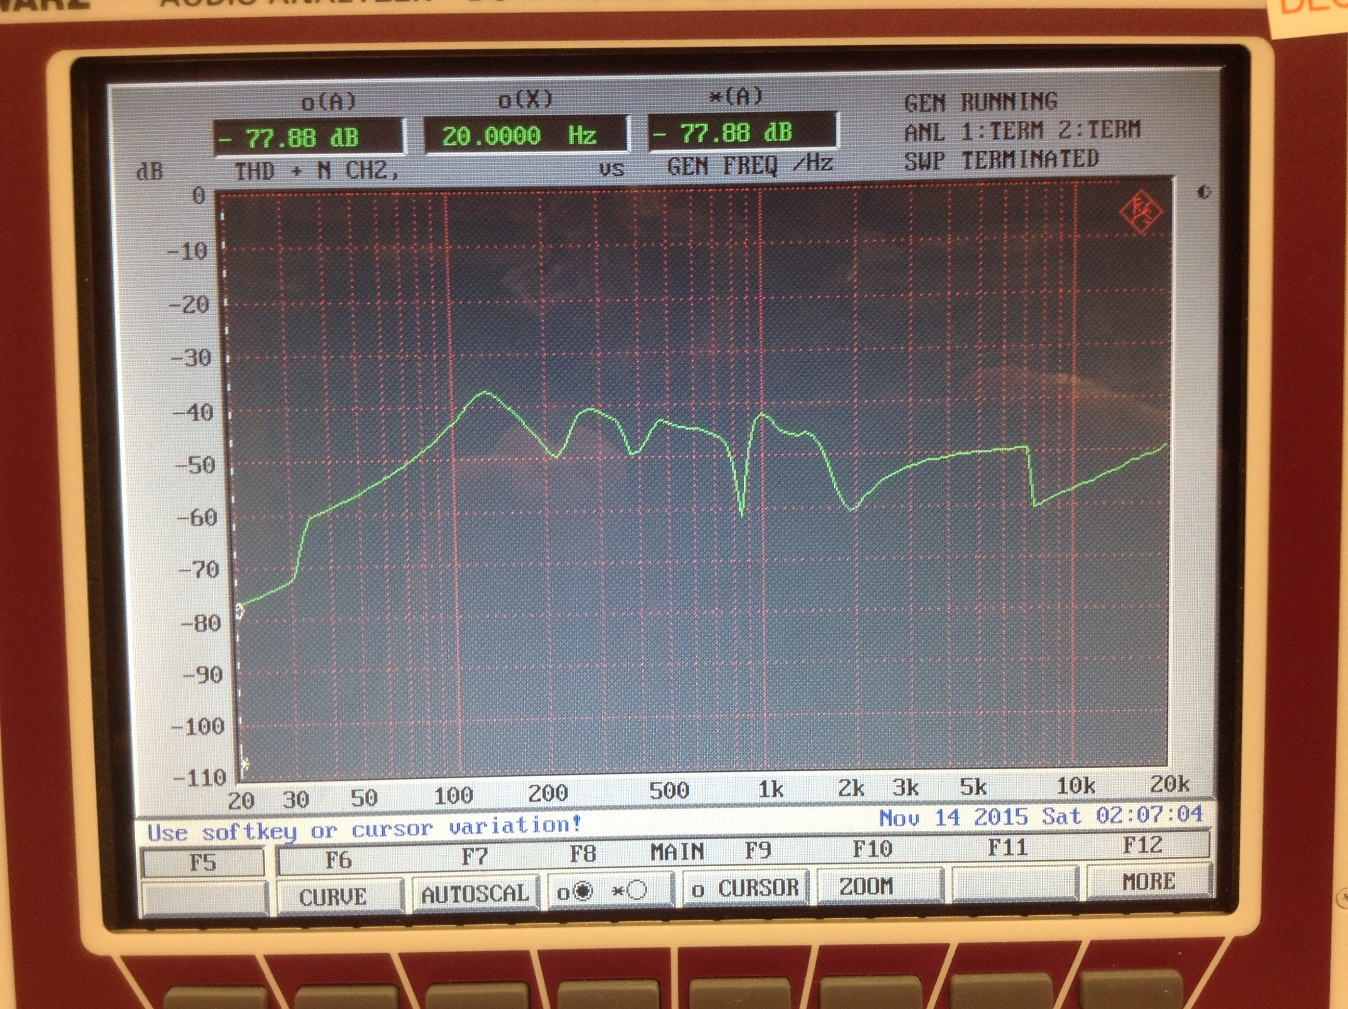 AUDIO ANALYZER
o(A) o(X) *(A)
- 77.88 dB 20.0000 Hz - 77.88 dB
GEN RUNNING
ANL 1:TERM 2:TERM
SWP TERMINATED
dB THD + N CH2, vs GEN FREQ /Hz
0
-10
-20
-30
-40
-50
-60
-70
-80
-90
-100
-110
20 30 50 100 200 500 1k 2k 3k 5k 10k 20k
Use softkey or cursor variation! Nov 14 2015 Sat 02:07:04
F5 F6 F7 F8 MAIN F9 F10 F11 F12
CURVE AUTOSCAL o * o CURSOR ZOOM MORE